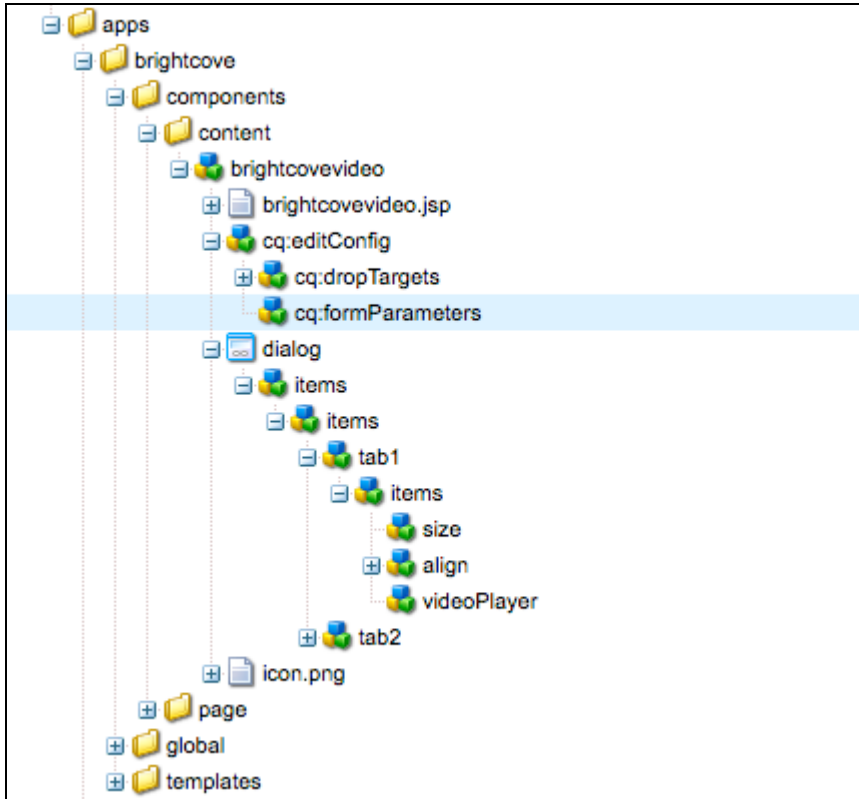 apps
brightcove
components
content
brightcovevideo
brightcovevideo.jsp
cq:editConfig
cq:dropTargets
cq:formParameters
dialog
items
items
tab1
items
size
align
videoPlayer
tab2
icon.png
page
global
templates